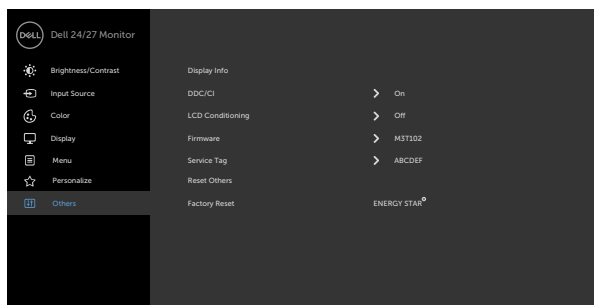 DELL Dell 24/27 Monitor
Brightness/Contrast Display Info
Input Source DDC/CI On
Color LCD Conditioning Off
Display Firmware M3T102
Menu Service Tag ABCDEF
Personalize Reset Others
Others Factory Reset ENERGY STAR®